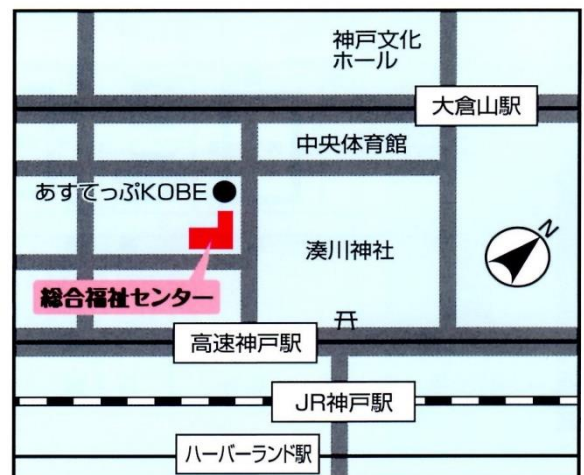 神戸文化
ホール
大倉山駅
中央体育館
あすてっぷKOBE
湊川神社
N
総合福祉センター
高速神戸駅
JR神戸駅
ハーバーランド駅